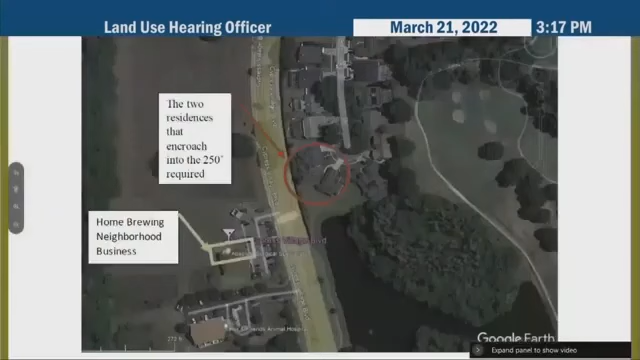 Land Use Hearing Officer
March 21, 2022
3:17 PM
The two
residences
that
encroach
into the 250'
required
Home Brewing
Neighborhood
Business
Google Earth
Expand panel to show video